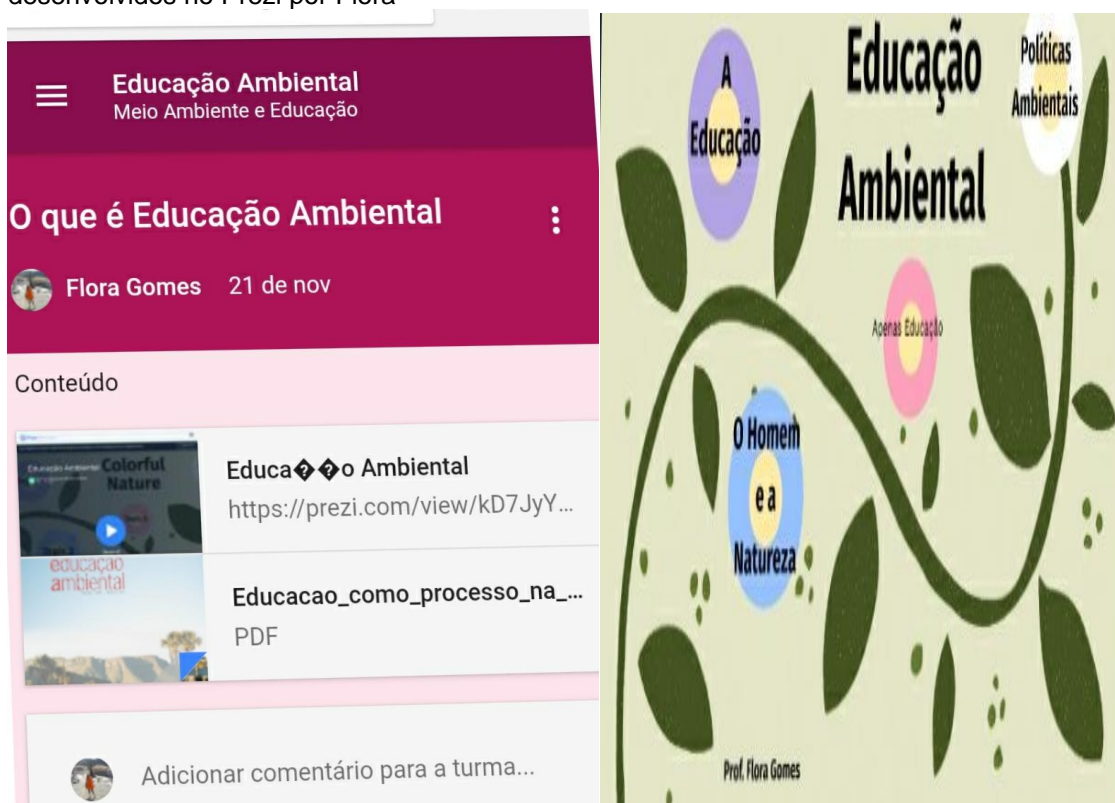 desenvolvidos no Prezi por Flora
Educação Ambiental
Meio Ambiente e Educação
O que é Educação Ambiental
Flora Gomes 21 de nov
Conteúdo
Educação Ambiental
Colorful
Nature
Educa��o Ambiental
https://prezi.com/view/kD7JyY...
educação
ambiental
Educacao_como_processo_na_...
PDF
Adicionar comentário para a turma...
A
Educação
Educação
Ambiental
Políticas
Ambientais
Apenas Educação
O Homem
e a
Natureza
Prof. Flora Gomes